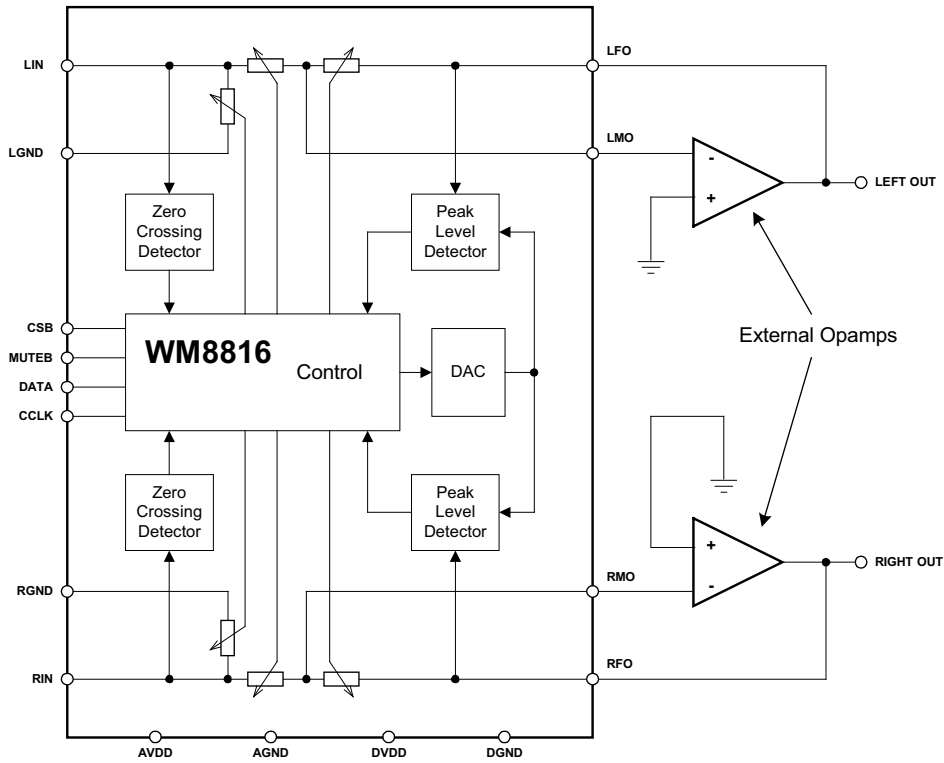 LIN
LFO
LGND
LMO
-
+
LEFT OUT
Zero
Crossing
Detector
Peak
Level
Detector
CSB
MUTEB
DATA
CCLK
WM8816
Control
DAC
External Opamps
Zero
Crossing
Detector
Peak
Level
Detector
+
-
RIGHT OUT
RGND
RMO
RIN
RFO
AVDD
AGND
DVDD
DGND